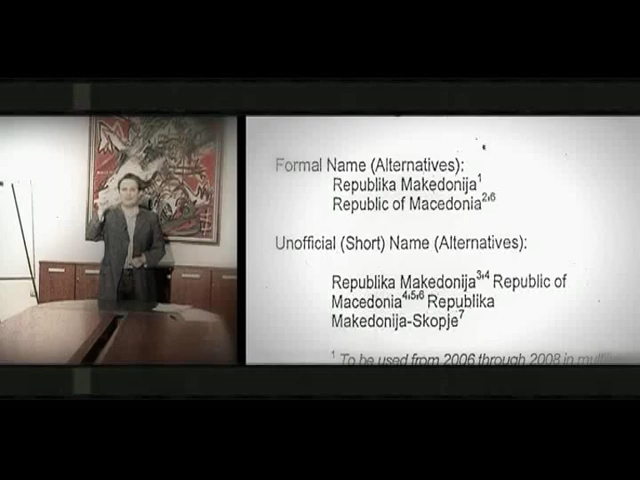 Formal Name (Alternatives):
Republika Makedonija¹
Republic of Macedonia²,⁶
Unofficial (Short) Name (Alternatives):
Republika Makedonija³,⁴ Republic of
Macedonia⁴,⁵,⁶ Republika
Makedonija-Skopje⁷
¹ To be used from 2006 through 2008 in